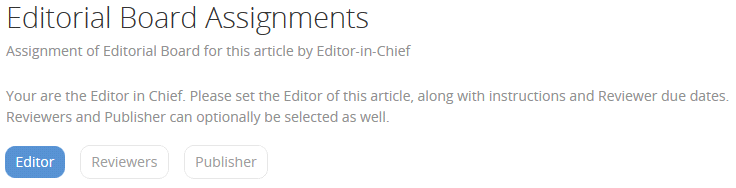 Editorial Board Assignments
Assignment of Editorial Board for this article by Editor-in-Chief
Your are the Editor in Chief. Please set the Editor of this article, along with instructions and Reviewer due dates.
Reviewers and Publisher can optionally be selected as well.
Editor Reviewers Publisher